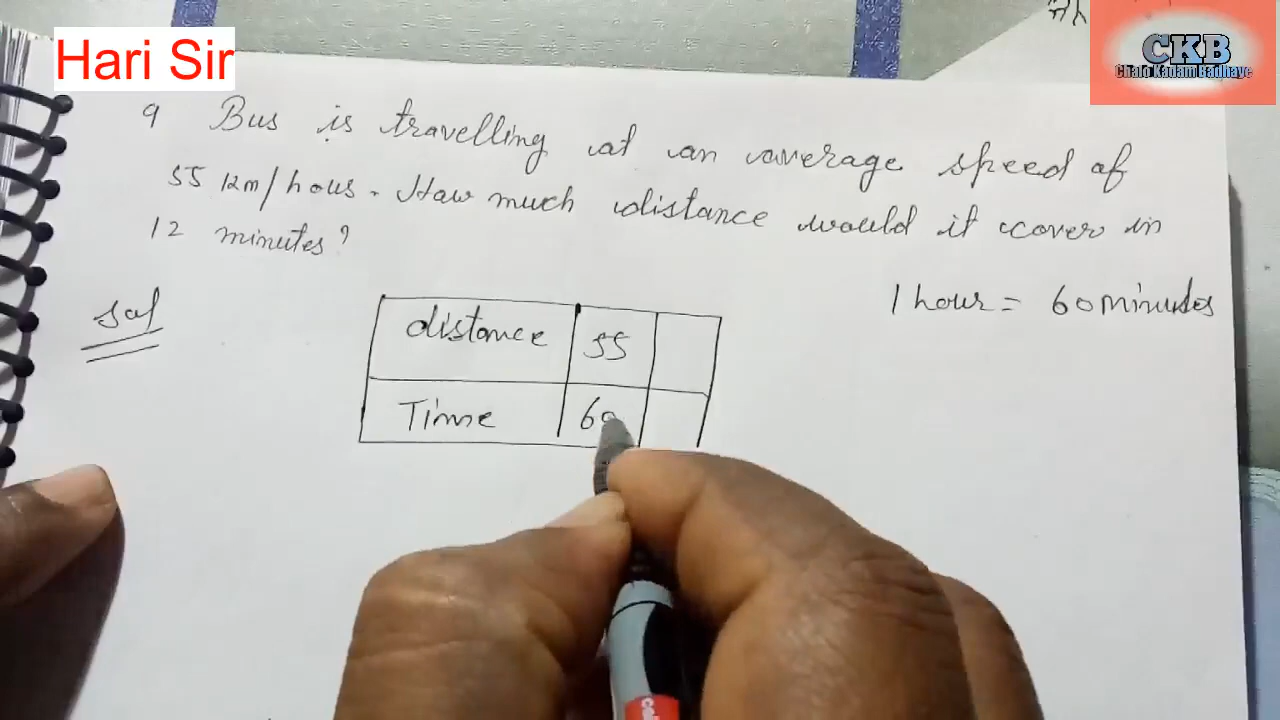 Hari Sir
CKB
Chalo Kadam Badhaye
9 Bus is travelling at an average speed of
55 km/hous. How much distance would it cover in
12 minutes?
1 hour = 60 minutes
Sol
distance 55
Time 60